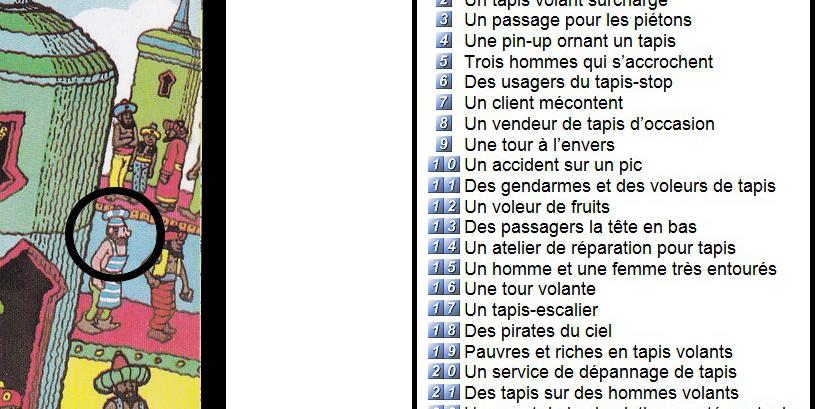 2 Un tapis volant surchargé
3 Un passage pour les piétons
4 Une pin-up ornant un tapis
5 Trois hommes qui s'accrochent
6 Des usagers du tapis-stop
7 Un client mécontent
8 Un vendeur de tapis d'occasion
9 Une tour à l'envers
10 Un accident sur un pic
11 Des gendarmes et des voleurs de tapis
12 Un voleur de fruits
13 Des passagers la tête en bas
14 Un atelier de réparation pour tapis
15 Un homme et une femme très entourés
16 Une tour volante
17 Un tapis-escalier
18 Des pirates du ciel
19 Pauvres et riches en tapis volants
20 Un service de dépannage de tapis
21 Des tapis sur des hommes volants